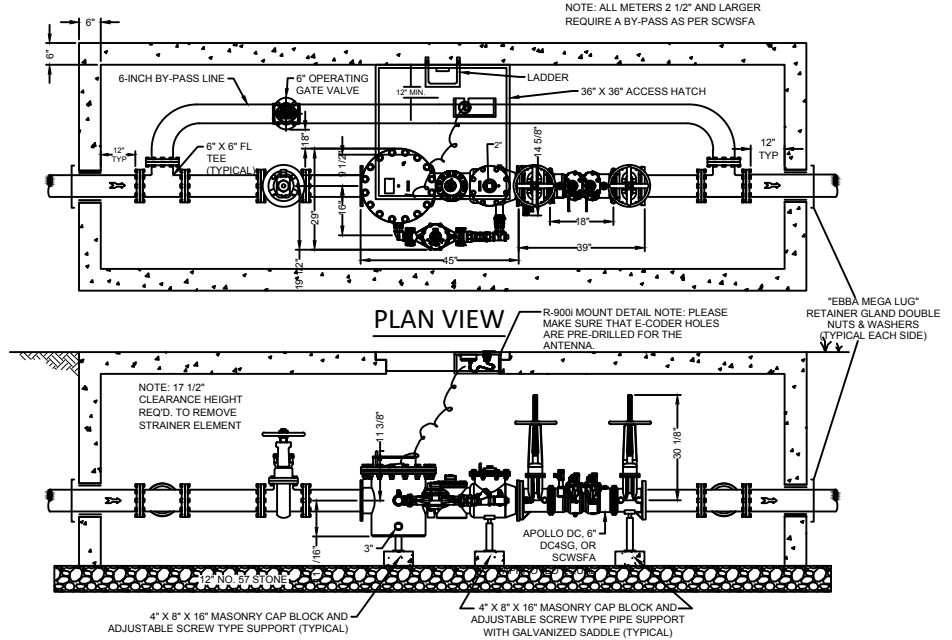 NOTE: ALL METERS 2 1/2" AND LARGER
REQUIRE A BY-PASS AS PER SCWSFA
6"
6"
6-INCH BY-PASS LINE
6" OPERATING
GATE VALVE
LADDER
12" MIN.
36" X 36" ACCESS HATCH
12"
TYP
6" X 6" FL
TEE
(TYPICAL)
18"
9 1/2"
2"
14 5/8"
12"
TYP
29"
16"
19 1/2"
18"
45"
39"
PLAN VIEW
R-900i MOUNT DETAIL NOTE: PLEASE
MAKE SURE THAT E-CODER HOLES
ARE PRE-DRILLED FOR THE
ANTENNA.
"EBBA MEGA LUG"
RETAINER GLAND DOUBLE
NUTS & WASHERS
(TYPICAL EACH SIDE)
NOTE: 17 1/2"
CLEARANCE HEIGHT
REQ'D. TO REMOVE
STRAINER ELEMENT
11 3/8"
30 1/8"
3"
/16"
APOLLO DC, 6"
DC4SG, OR
SCWSFA
12" NO. 57 STONE
4" X 8" X 16" MASONRY CAP BLOCK AND
ADJUSTABLE SCREW TYPE SUPPORT (TYPICAL)
4" X 8" X 16" MASONRY CAP BLOCK AND
ADJUSTABLE SCREW TYPE PIPE SUPPORT
WITH GALVANIZED SADDLE (TYPICAL)